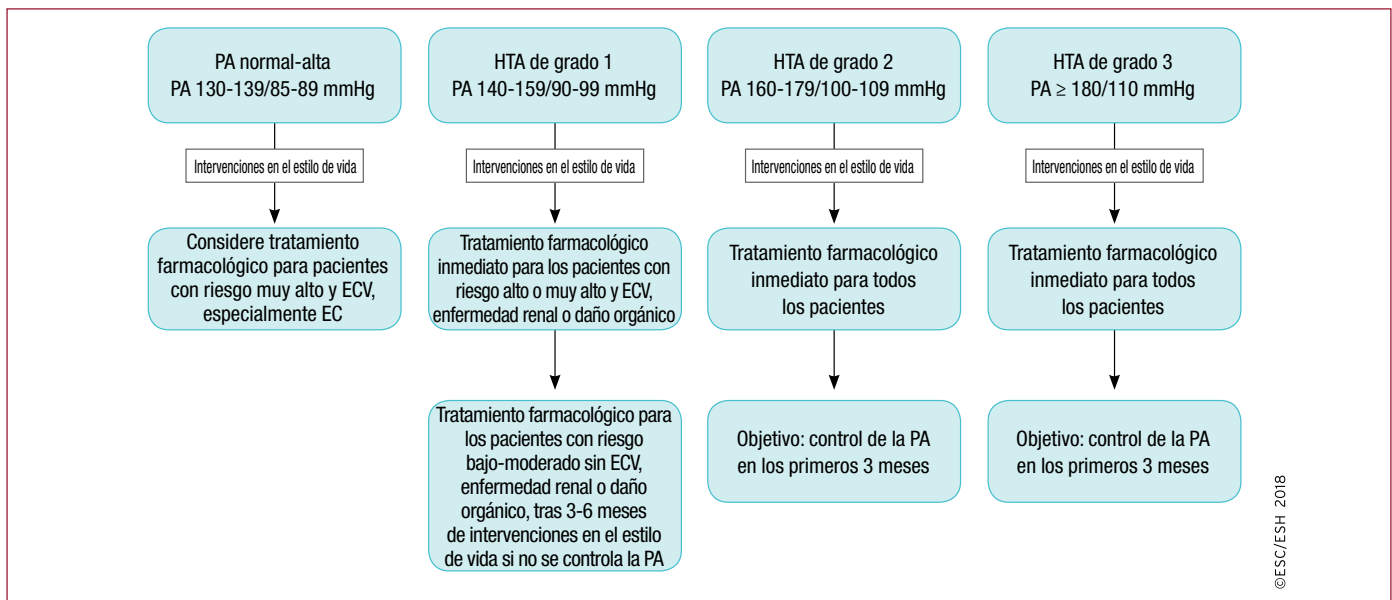 PA normal-alta
PA 130-139/85-89 mmHg
Intervenciones en el estilo de vida
Considere tratamiento
farmacológico para pacientes
con riesgo muy alto y ECV,
especialmente EC
HTA de grado 1
PA 140-159/90-99 mmHg
Intervenciones en el estilo de vida
Tratamiento farmacológico
inmediato para los pacientes con
riesgo alto o muy alto y ECV,
enfermedad renal o daño orgánico
Tratamiento farmacológico para
los pacientes con riesgo
bajo-moderado sin ECV,
enfermedad renal o daño
orgánico, tras 3-6 meses
de intervenciones en el estilo
de vida si no se controla la PA
HTA de grado 2
PA 160-179/100-109 mmHg
Intervenciones en el estilo de vida
Tratamiento farmacológico
inmediato para todos
los pacientes
Objetivo: control de la PA
en los primeros 3 meses
HTA de grado 3
PA ≥ 180/110 mmHg
Intervenciones en el estilo de vida
Tratamiento farmacológico
inmediato para todos
los pacientes
Objetivo: control de la PA
en los primeros 3 meses
©ESC/ESH 2018